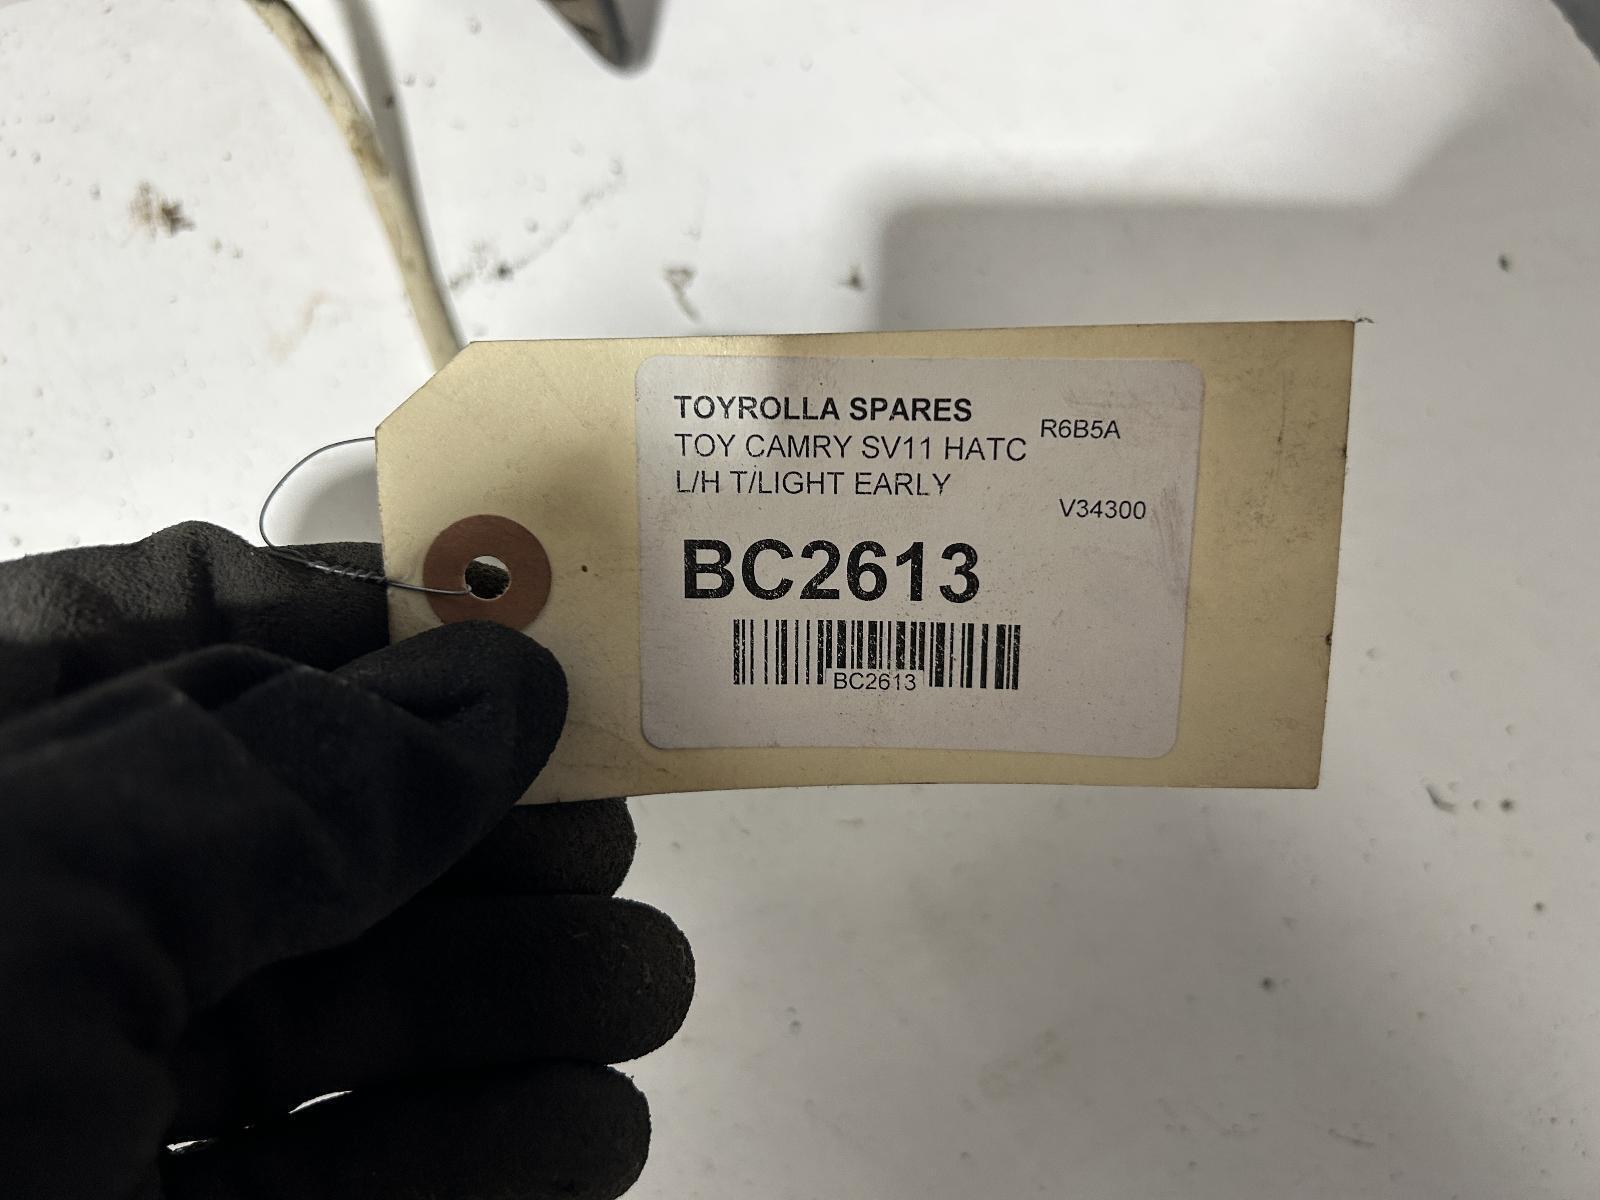 TOYROLLA SPARES
R6B5A
TOY CAMRY SV11 HATC
L/H T/LIGHT EARLY
V34300
BC2613
BC2613